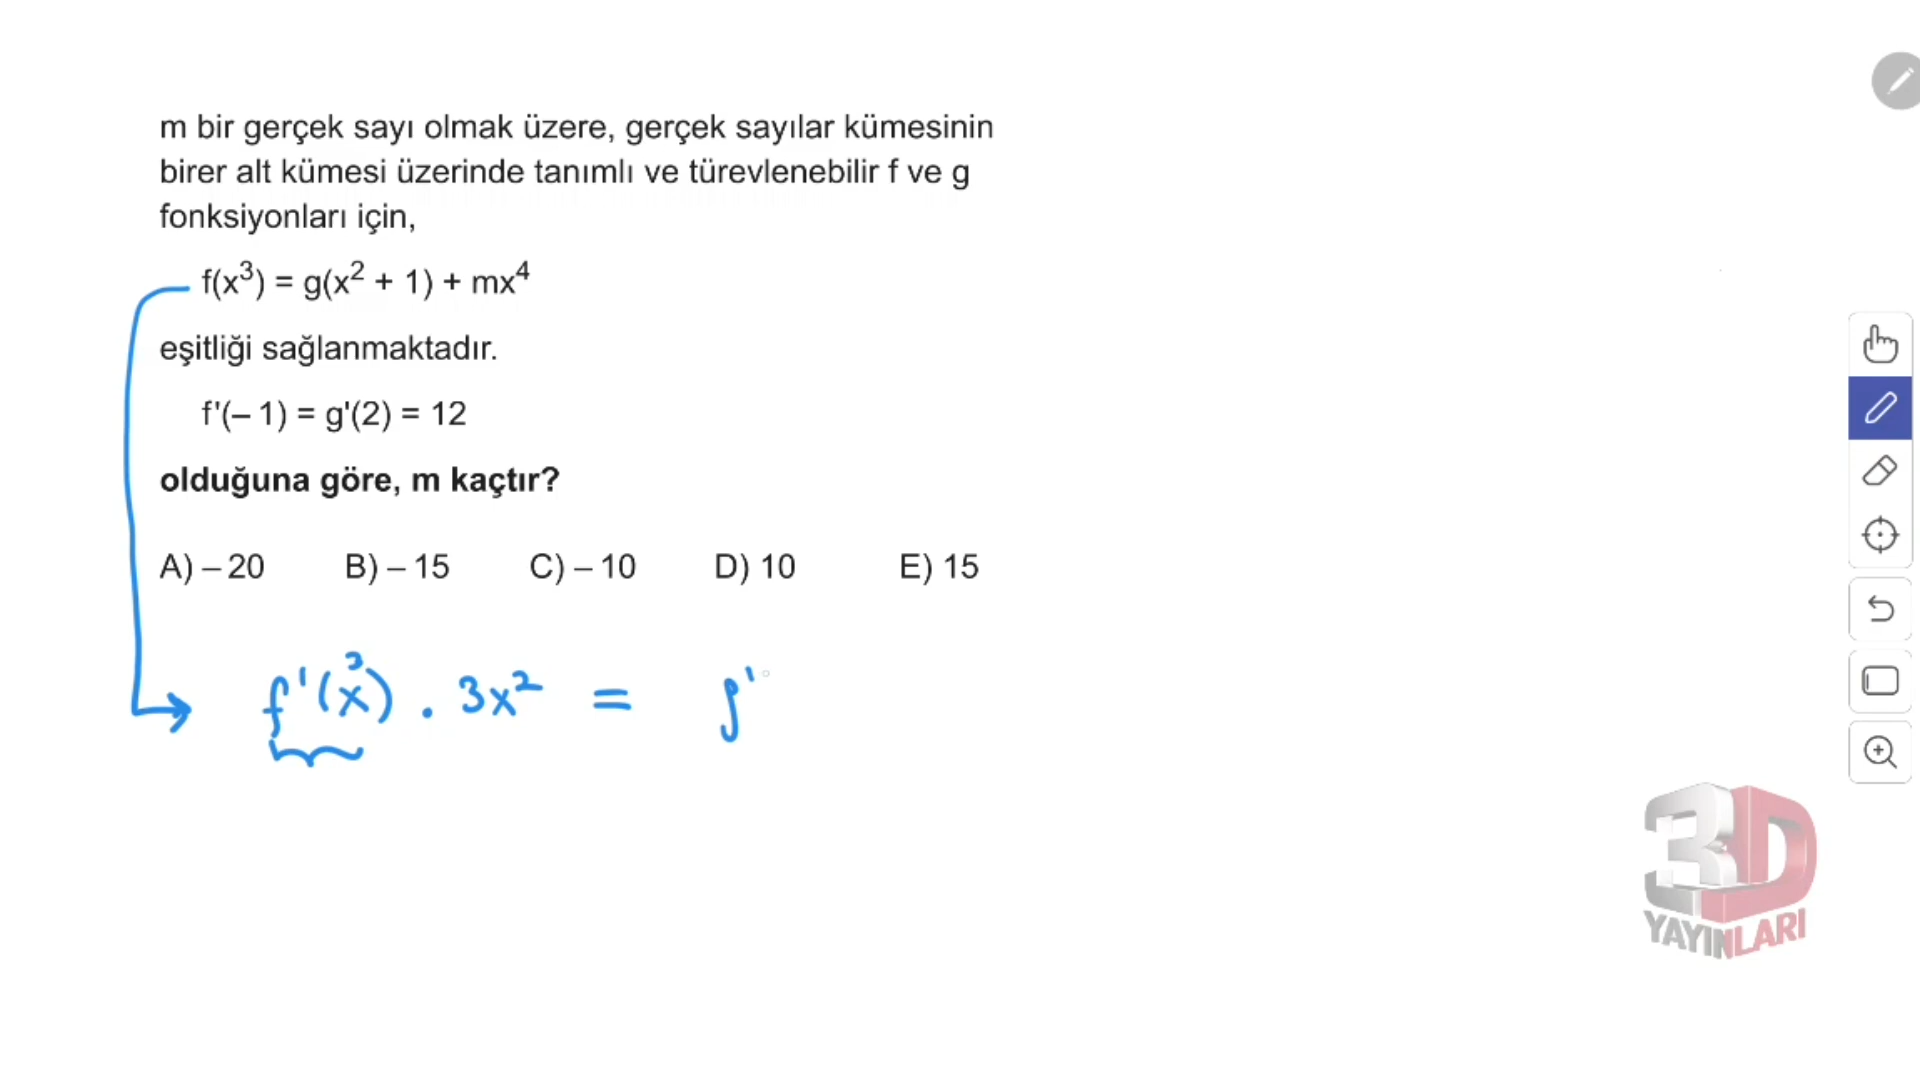 m bir gerçek sayı olmak üzere, gerçek sayılar kümesinin
birer alt kümesi üzerinde tanımlı ve türevlenebilir f ve g
fonksiyonları için,
f(x³) = g(x² + 1) + mx⁴
eşitliği sağlanmaktadır.
f'(– 1) = g'(2) = 12
olduğuna göre, m kaçtır?
A) – 20 B) – 15 C) – 10 D) 10 E) 15
f'(x³) . 3x² = g'
3D
YAYINLARI